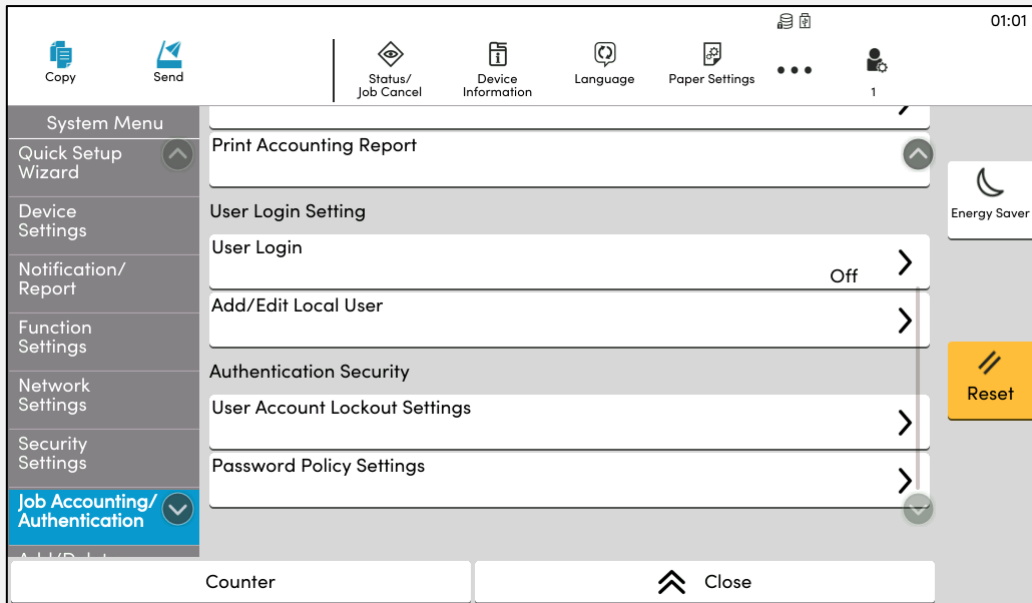 01:01
Copy
Send
Status/
Job Cancel
Device
Information
Language
Paper Settings
1
System Menu
Quick Setup
Wizard
Device
Settings
Notification/
Report
Function
Settings
Network
Settings
Security
Settings
Job Accounting/
Authentication
Print Accounting Report
User Login Setting
User Login
Off
Add/Edit Local User
Authentication Security
User Account Lockout Settings
Password Policy Settings
Energy Saver
Reset
Counter
Close